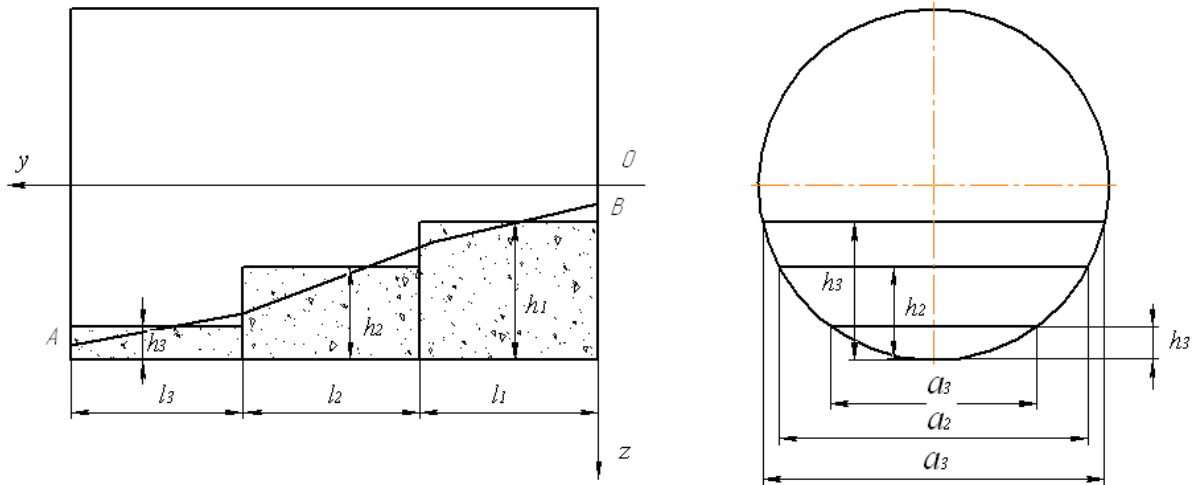 y
O
B
A
h₃
h₂
h₁
l₃
l₂
l₁
z
h₃
h₂
h₃
a₃
a₂
a₃